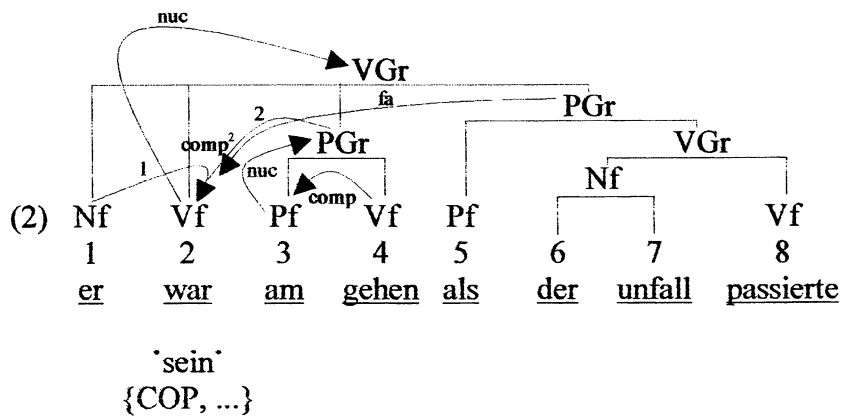 nuc
VGr
fa
PGr
2
comp²
PGr
VGr
1
nuc
comp
Nf
(2) Nf Vf Pf Vf Pf Vf
1 2 3 4 5 6 7 8
er war am gehen als der unfall passierte
˙sein˙
{COP, ...}